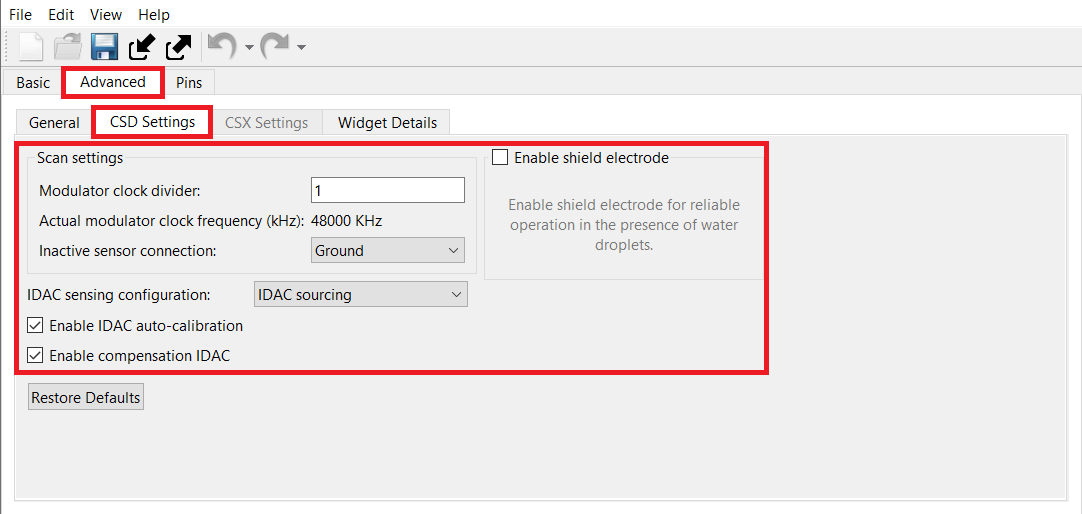 File Edit View Help
Basic Advanced Pins
General CSD Settings CSX Settings Widget Details
Scan settings
Modulator clock divider: 1
Actual modulator clock frequency (kHz): 48000 KHz
Inactive sensor connection: Ground
Enable shield electrode
Enable shield electrode for reliable
operation in the presence of water
droplets.
IDAC sensing configuration: IDAC sourcing
Enable IDAC auto-calibration
Enable compensation IDAC
Restore Defaults